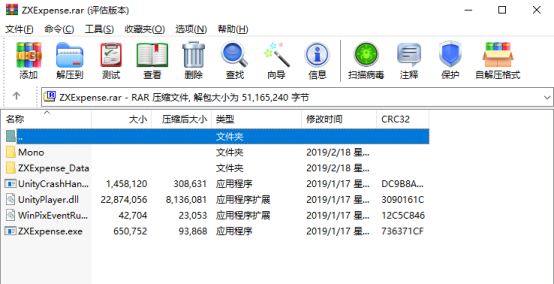 ZXExpense.rar (评估版本)
文件(F) 命令(C) 工具(S) 收藏夹(O) 选项(N) 帮助(H)
添加 解压到 测试 查看 删除 查找 向导 信息 扫描病毒 注释 保护 自解压格式
ZXExpense.rar - RAR 压缩文件, 解包大小为 51,165,240 字节
名称 大小 压缩后大小 类型 修改时间 CRC32
.. 文件夹
Mono 文件夹 2019/2/18 星...
ZXExpense_Data 文件夹 2019/2/18 星...
UnityCrashHan... 1,458,120 308,631 应用程序 2019/1/17 星... DC9B8A...
UnityPlayer.dll 22,874,056 8,136,081 应用程序扩展 2019/1/17 星... 3090161C
WinPixEventRu... 42,704 23,053 应用程序扩展 2019/1/17 星... 12C5C846
ZXExpense.exe 650,752 93,868 应用程序 2019/1/17 星... 736371CF